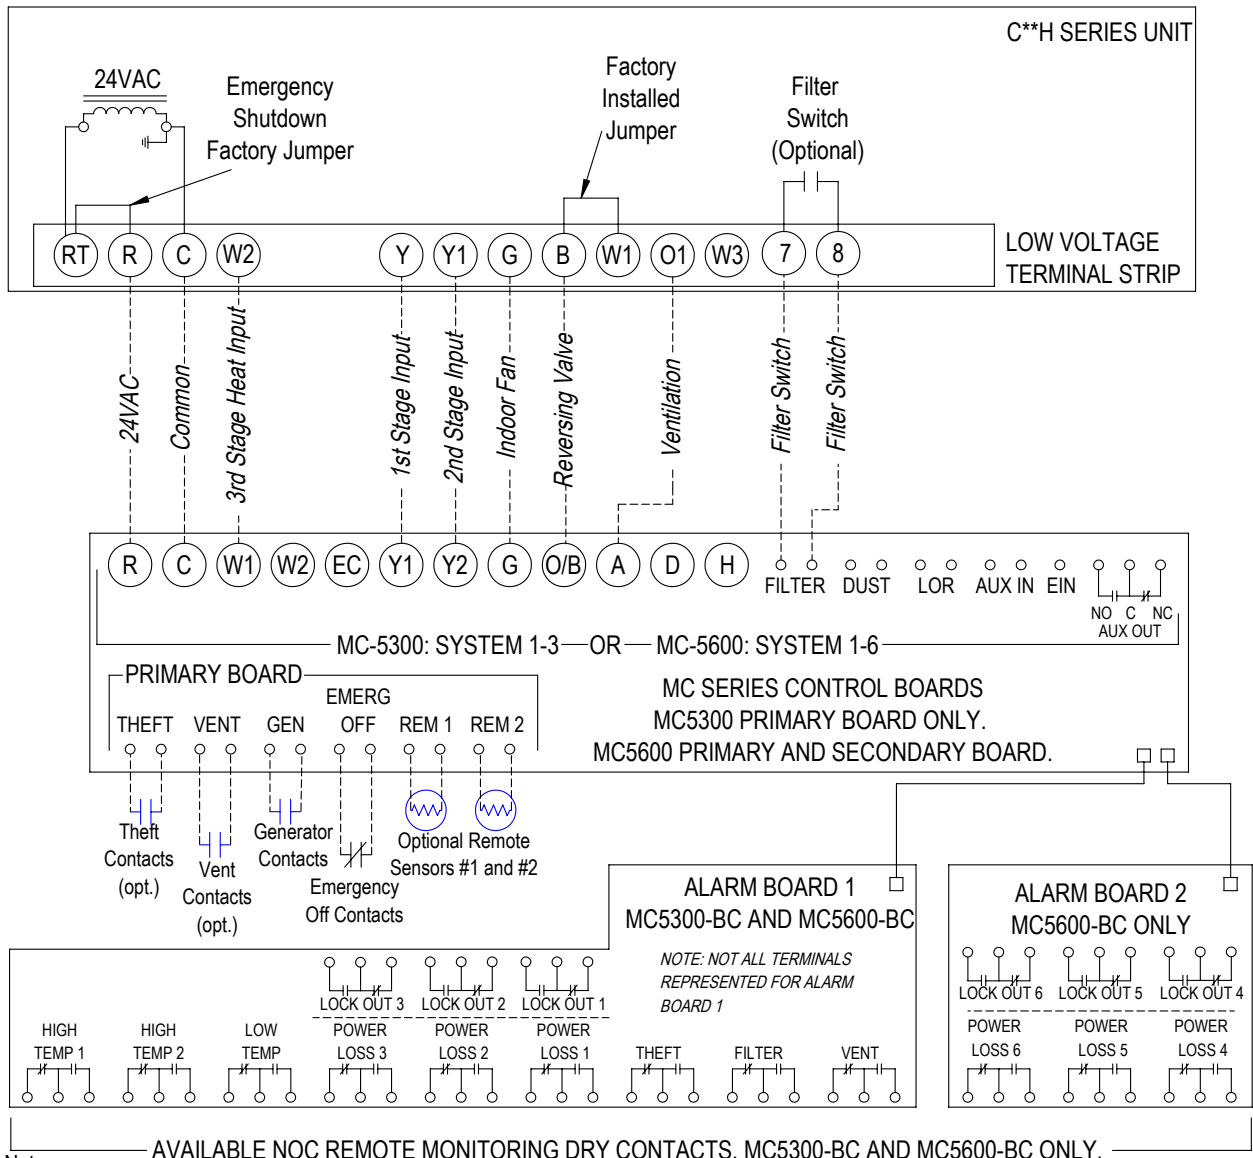 C**H SERIES UNIT
24VAC
Emergency
Shutdown
Factory Jumper
Factory
Installed
Jumper
Filter
Switch
(Optional)
RT R C W2 Y Y1 G B W1 O1 W3 7 8
LOW VOLTAGE
TERMINAL STRIP
24VAC
Common
3rd Stage Heat Input
1st Stage Input
2nd Stage Input
Indoor Fan
Reversing Valve
Ventilation
Filter Switch
Filter Switch
R C W1 W2 EC Y1 Y2 G O/B A D H
FILTER DUST LOR AUX IN EIN
NO C NC
AUX OUT
MC-5300: SYSTEM 1-3 OR MC-5600: SYSTEM 1-6
PRIMARY BOARD
MC SERIES CONTROL BOARDS
MC5300 PRIMARY BOARD ONLY.
MC5600 PRIMARY AND SECONDARY BOARD.
EMERG
THEFT VENT GEN OFF REM 1 REM 2
Theft
Contacts
(opt.)
Vent
Contacts
(opt.)
Generator
Contacts
Emergency
Off Contacts
Optional Remote
Sensors #1 and #2
ALARM BOARD 1
MC5300-BC AND MC5600-BC
NOTE: NOT ALL TERMINALS
REPRESENTED FOR ALARM
BOARD 1
ALARM BOARD 2
MC5600-BC ONLY
LOCK OUT 3 LOCK OUT 2 LOCK OUT 1
LOCK OUT 6 LOCK OUT 5 LOCK OUT 4
HIGH
TEMP 1
HIGH
TEMP 2
LOW
TEMP
POWER
LOSS 3
POWER
LOSS 2
POWER
LOSS 1
THEFT
FILTER
VENT
POWER
LOSS 6
POWER
LOSS 5
POWER
LOSS 4
AVAILABLE NOC REMOTE MONITORING DRY CONTACTS. MC5300-BC AND MC5600-BC ONLY.